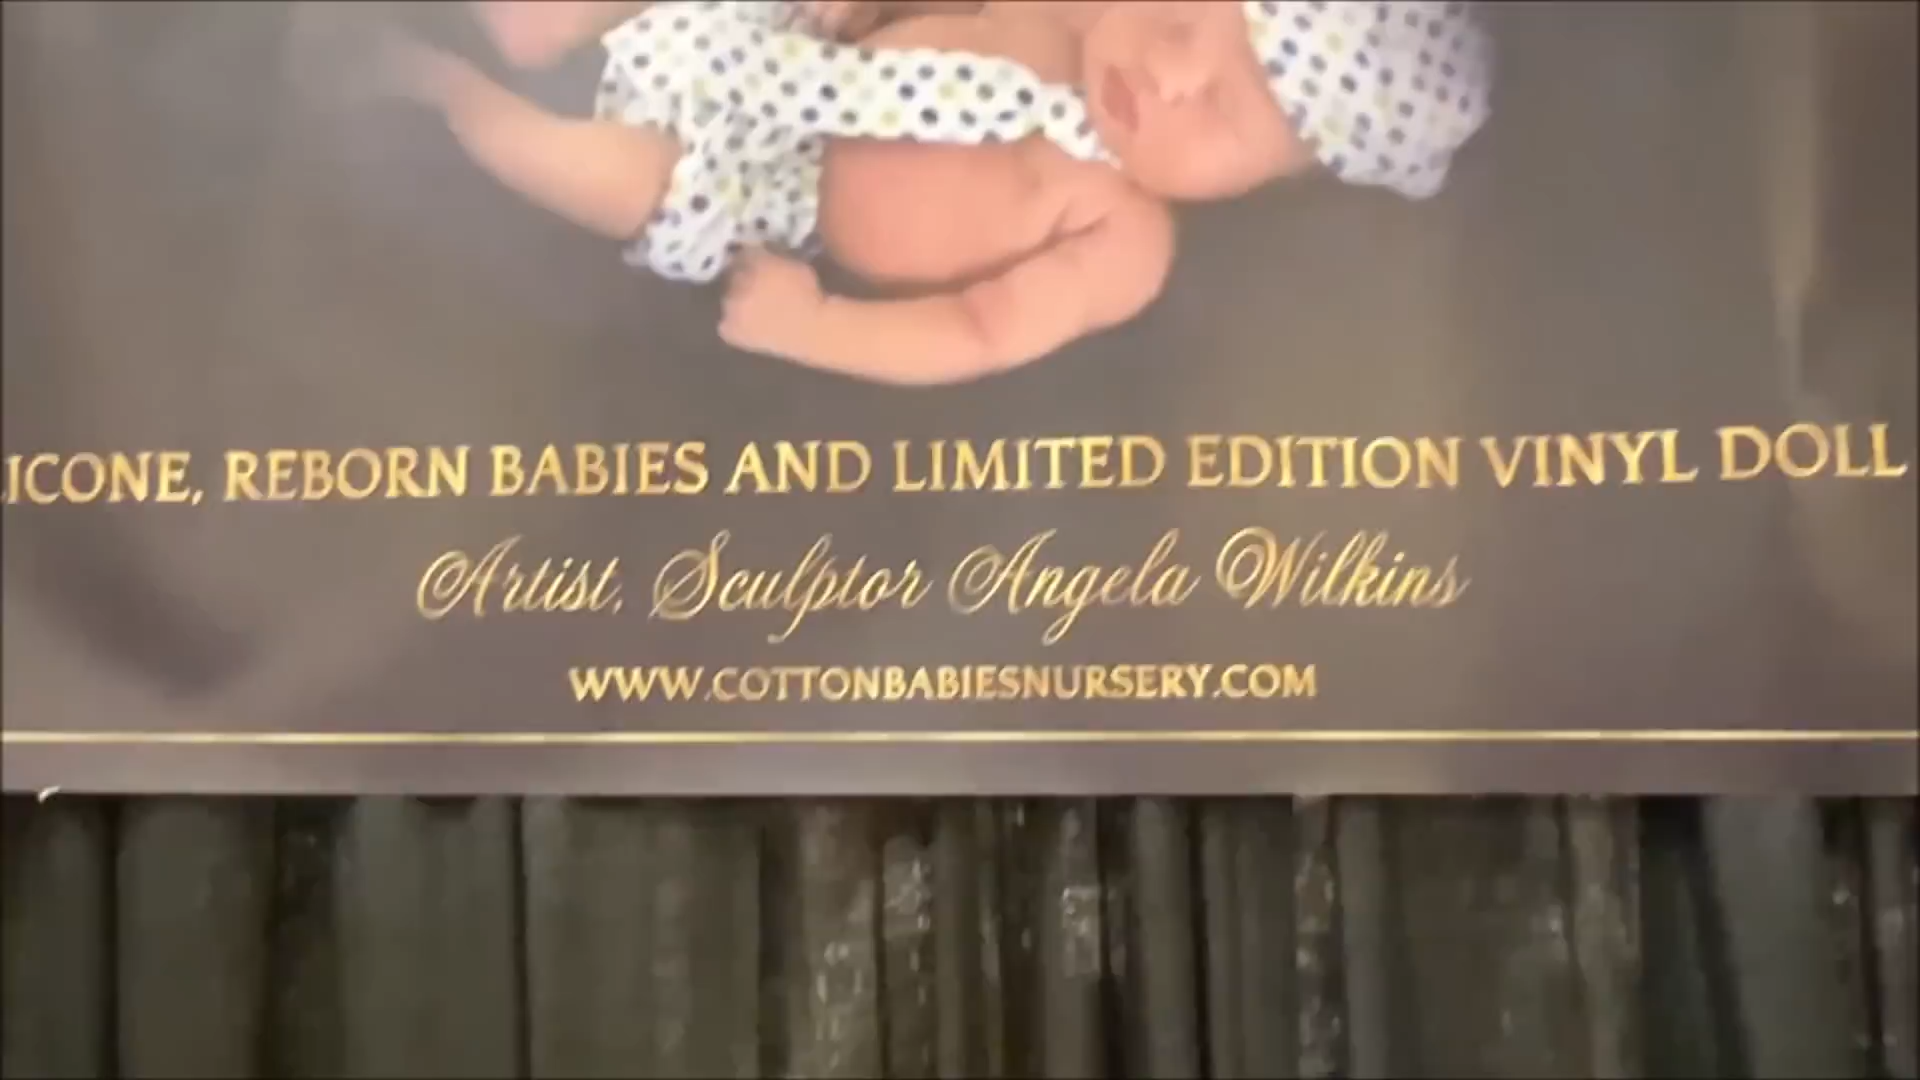 ICONE, REBORN BABIES AND LIMITED EDITION VINYL DOLL
Artist, Sculptor Angela Wilkins
WWW.COTTONBABIESNURSERY.COM